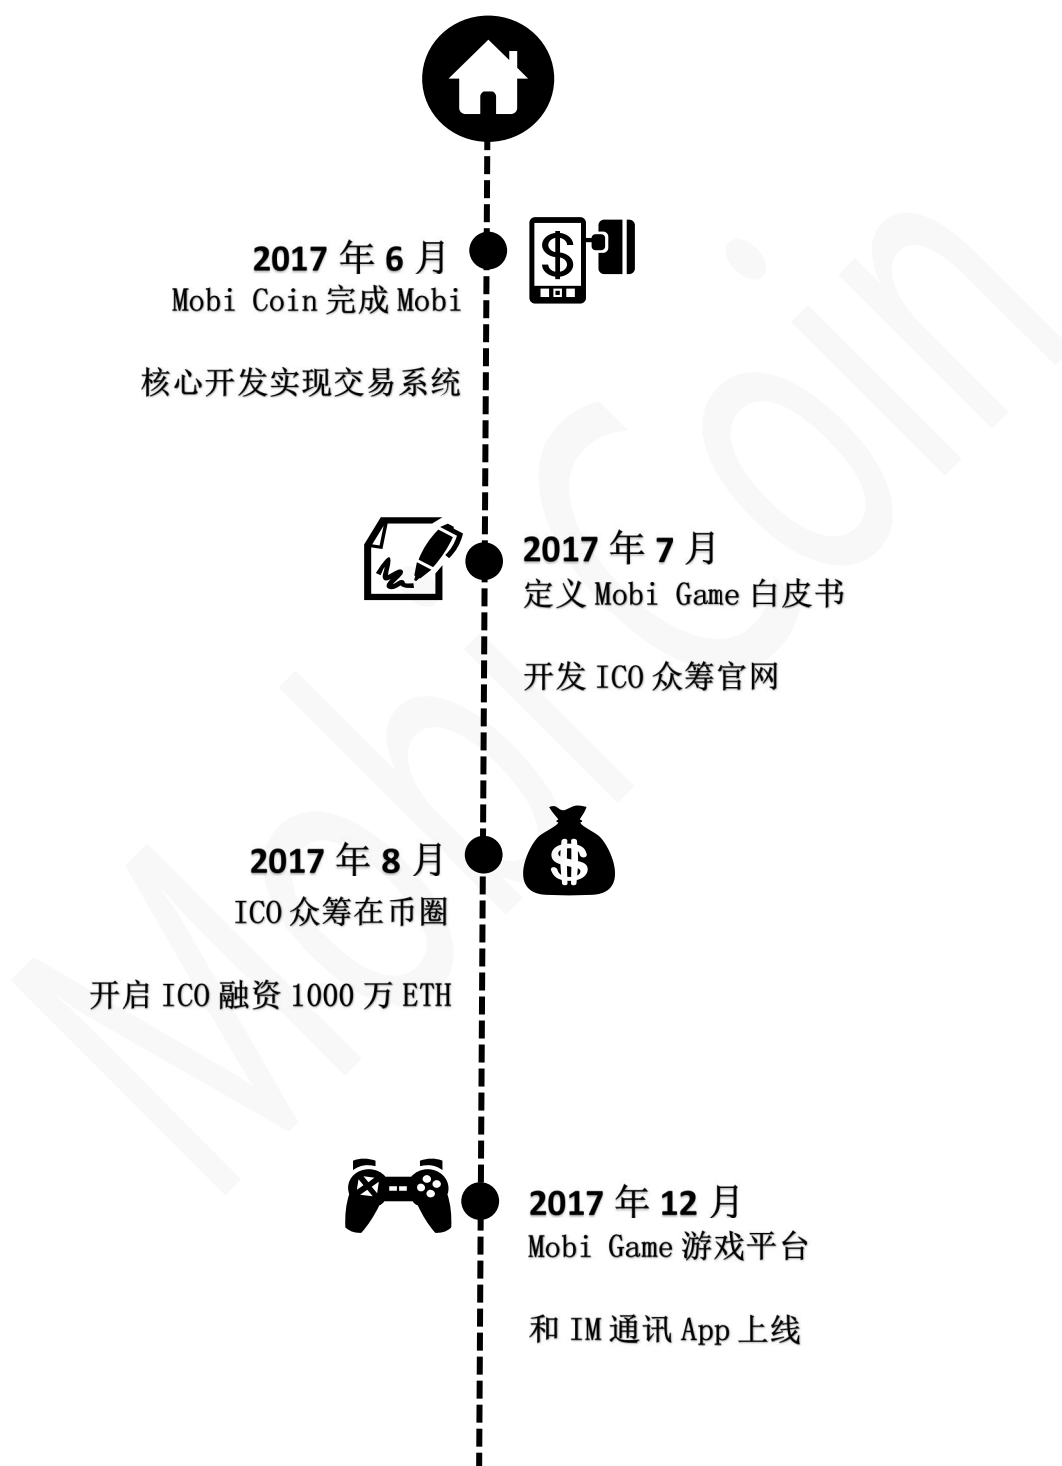 2017 年 6 月
Mobi Coin 完成 Mobi
核心开发实现交易系统
2017 年 7 月
定义 Mobi Game 白皮书
开发 ICO 众筹官网
2017 年 8 月
ICO 众筹在币圈
开启 ICO 融资 1000 万 ETH
2017 年 12 月
Mobi Game 游戏平台
和 IM 通讯 App 上线
Mobi Coin